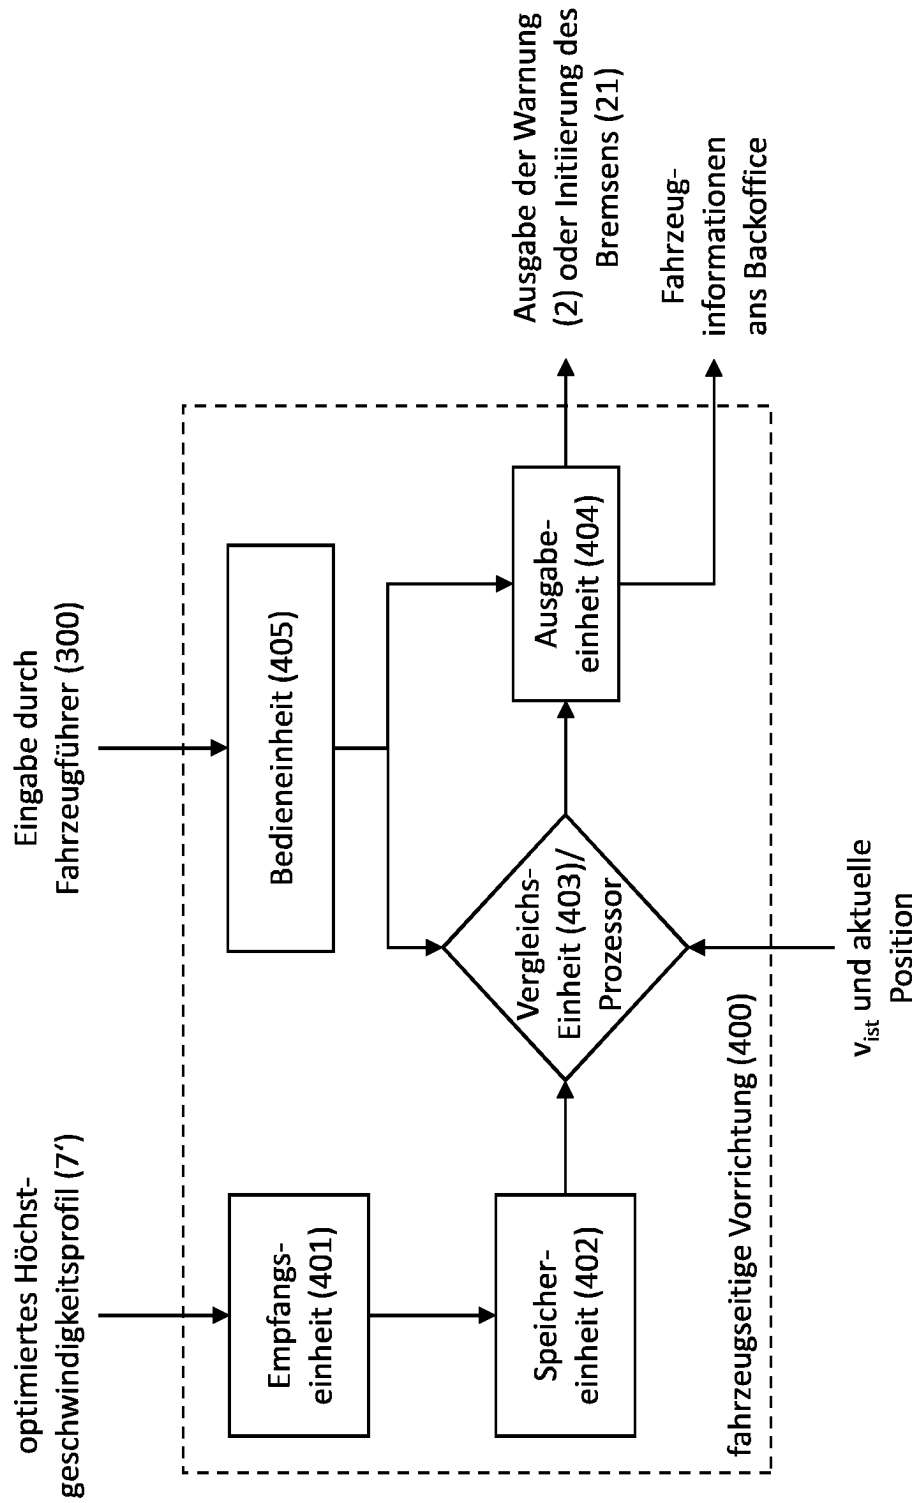 optimiertes Höchst-
geschwindigkeitsprofil (7‘)
Eingabe durch
Fahrzeugführer (300)
Empfangs-
einheit (401)
Bedieneinheit (405)
Speicher-
einheit (402)
Vergleichs-
Einheit (403)/
Prozessor
Ausgabe-
einheit (404)
Ausgabe der Warnung
(2) oder Initiierung des
Bremsens (21)
Fahrzeug-
informationen
ans Backoffice
fahrzeugseitige Vorrichtung (400)
vist und aktuelle
Position